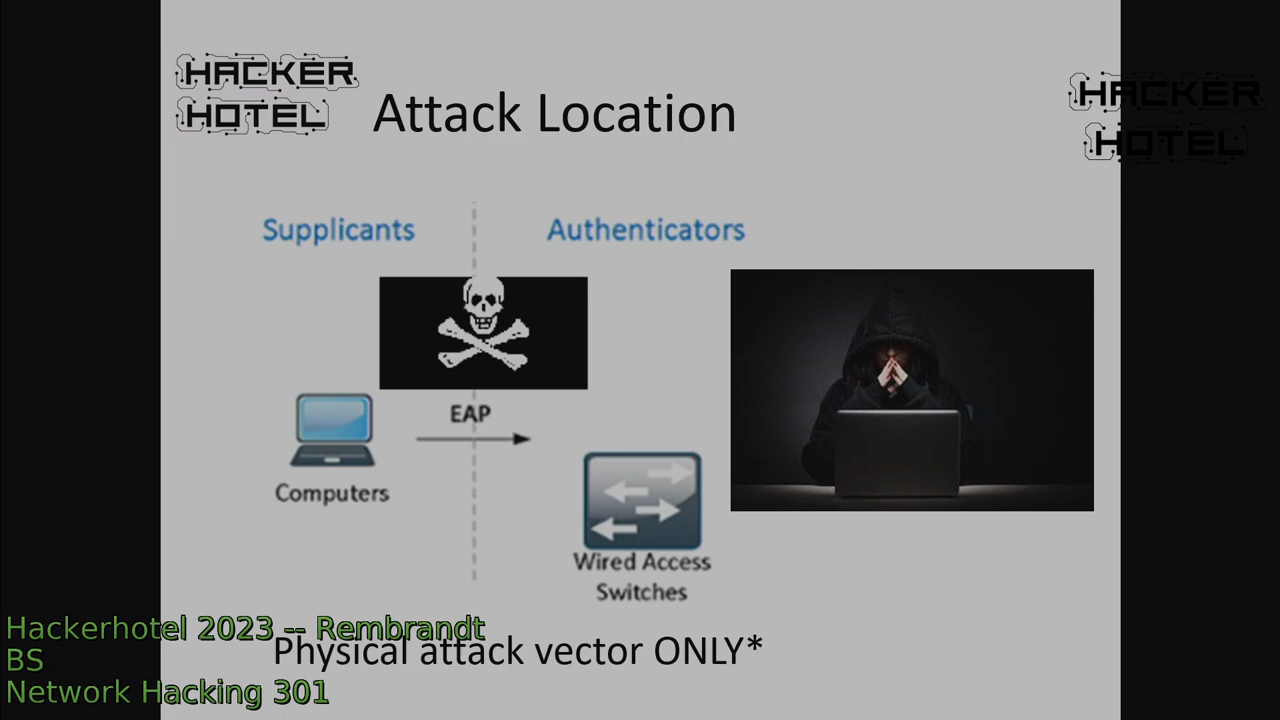 HACKER
HOTEL
Attack Location
HACKER
HOTEL
Supplicants
Authenticators
EAP
Computers
Wired Access
Switches
Physical attack vector ONLY*
Hackerhotel 2023 -- Rembrandt
BS
Network Hacking 301